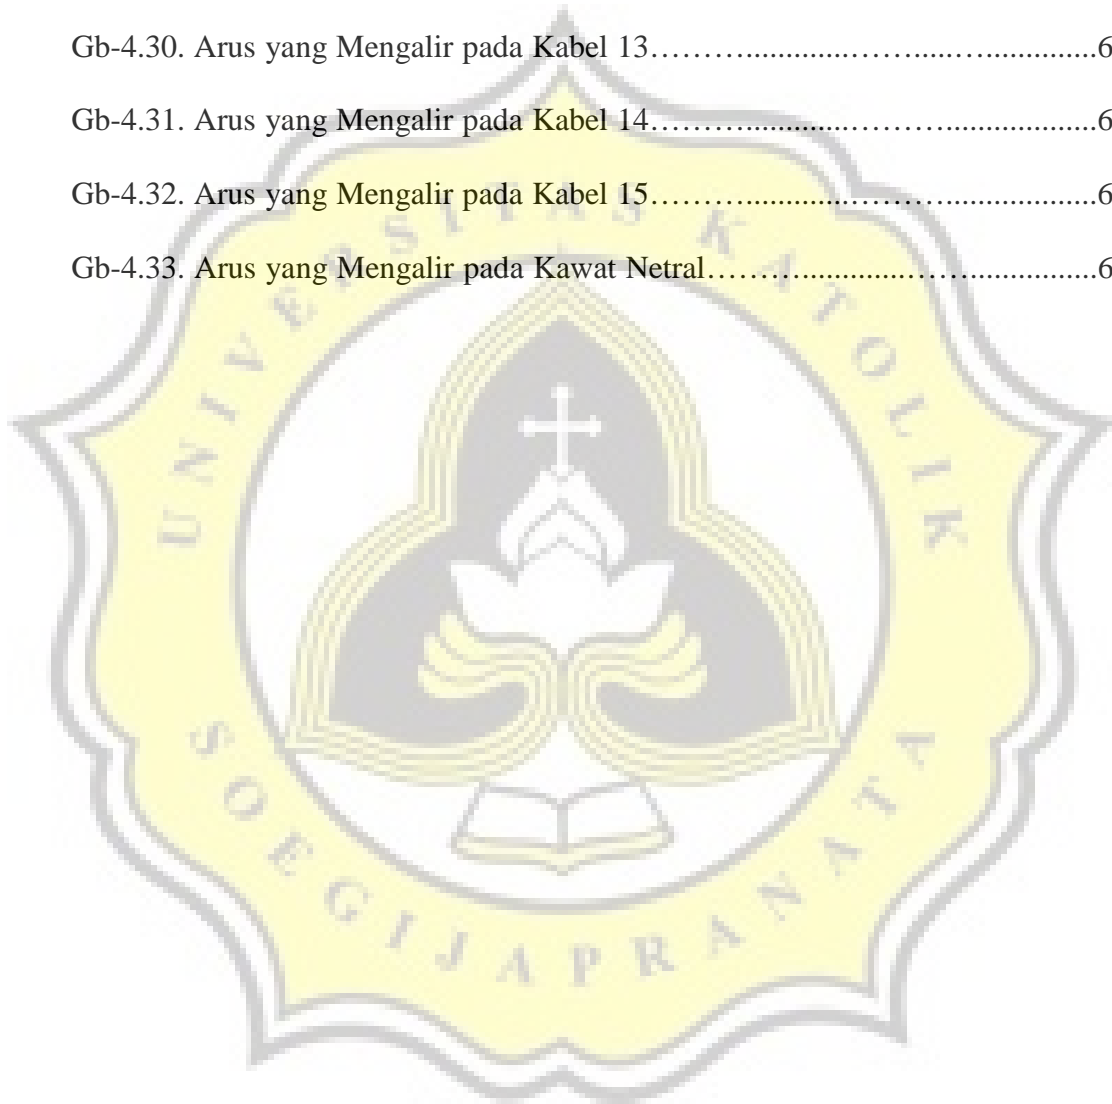 Gb-4.30. Arus yang Mengalir pada Kabel 13………...................……….....…............6
Gb-4.31. Arus yang Mengalir pada Kabel 14………...............………….....................6
Gb-4.32. Arus yang Mengalir pada Kabel 15………...............………….....................6
Gb-4.33. Arus yang Mengalir pada Kawat Netral………...............………................6
UNIVERSITAS KATOLIK
SOEGIJAPRANATA